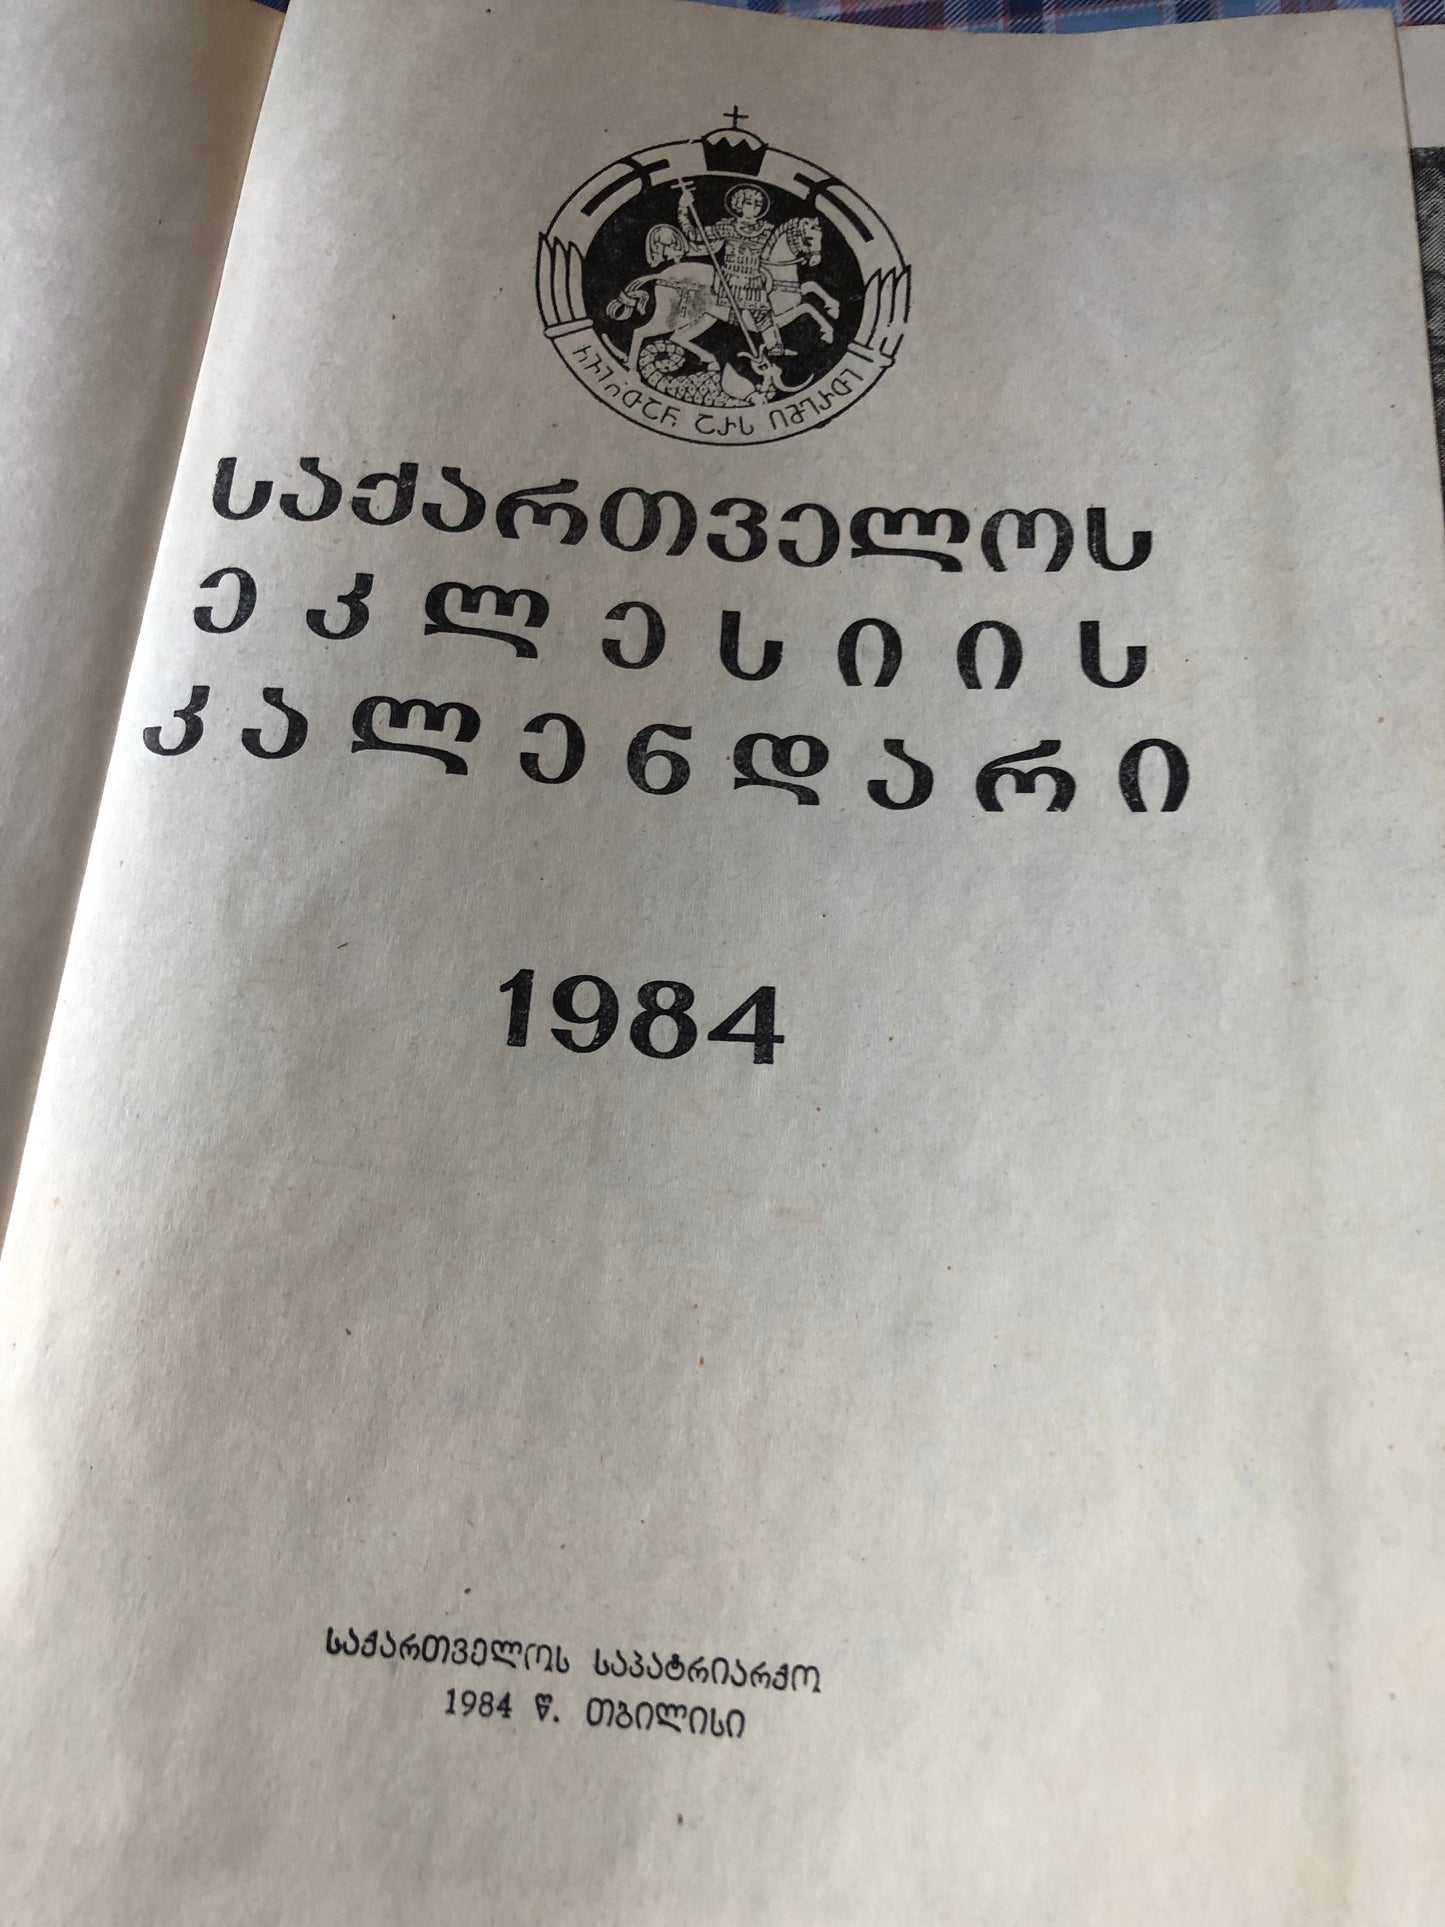 საქართველოს
ეკლესიის
კალენდარი
1984
საქართველოს საპატრიარქო
1984 წ. თბილისი